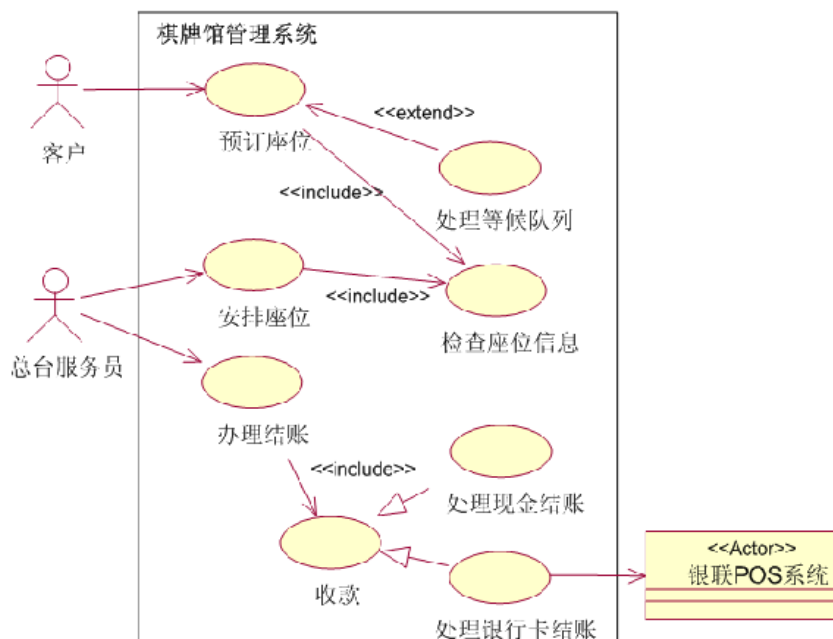 棋牌馆管理系统
<<extend>>
客户
预订座位
<<include>>
处理等候队列
<<include>>
安排座位
检查座位信息
总台服务员
办理结账
<<include>>
处理现金结账
<<Actor>>
银联POS系统
收款
处理银行卡结账